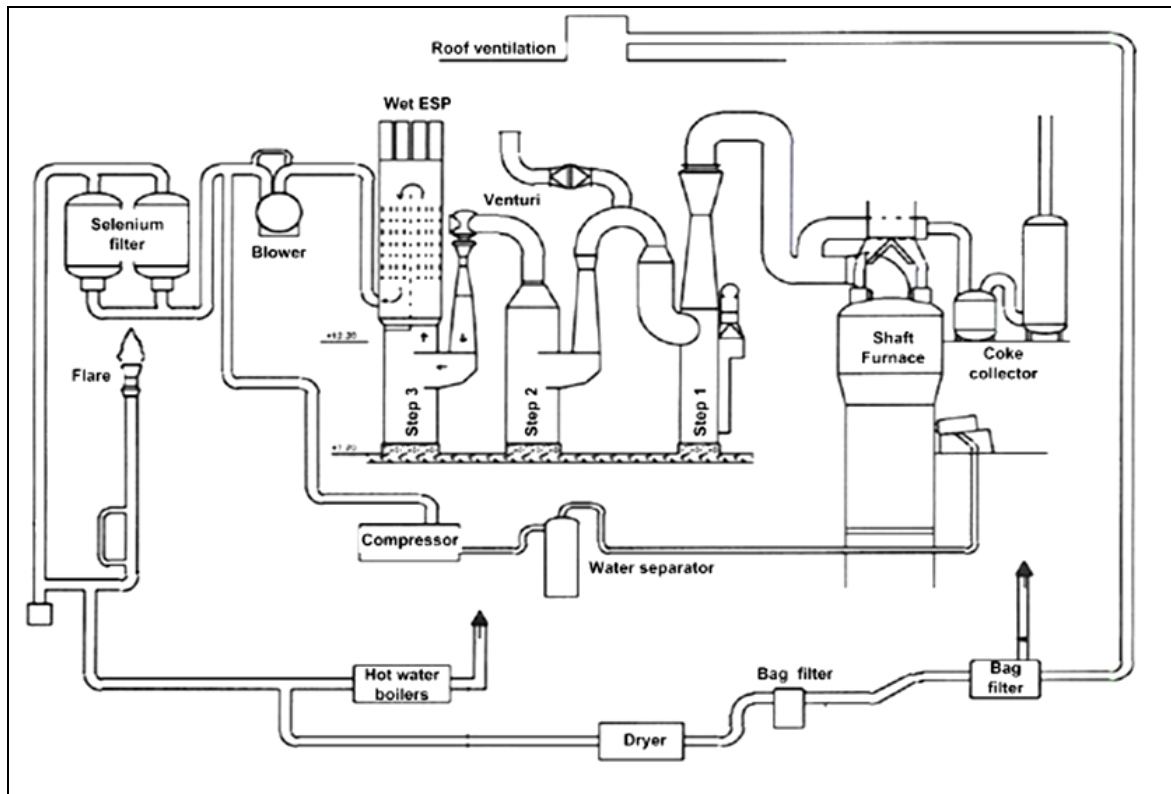 Roof ventilation
Wet ESP
Venturi
Selenium
filter
Blower
Shaft
Furnace
Coke
collector
Flare
Step 3
Step 2
Step 1
Compressor
Water separator
Hot water
boilers
Bag filter
Bag
filter
Dryer